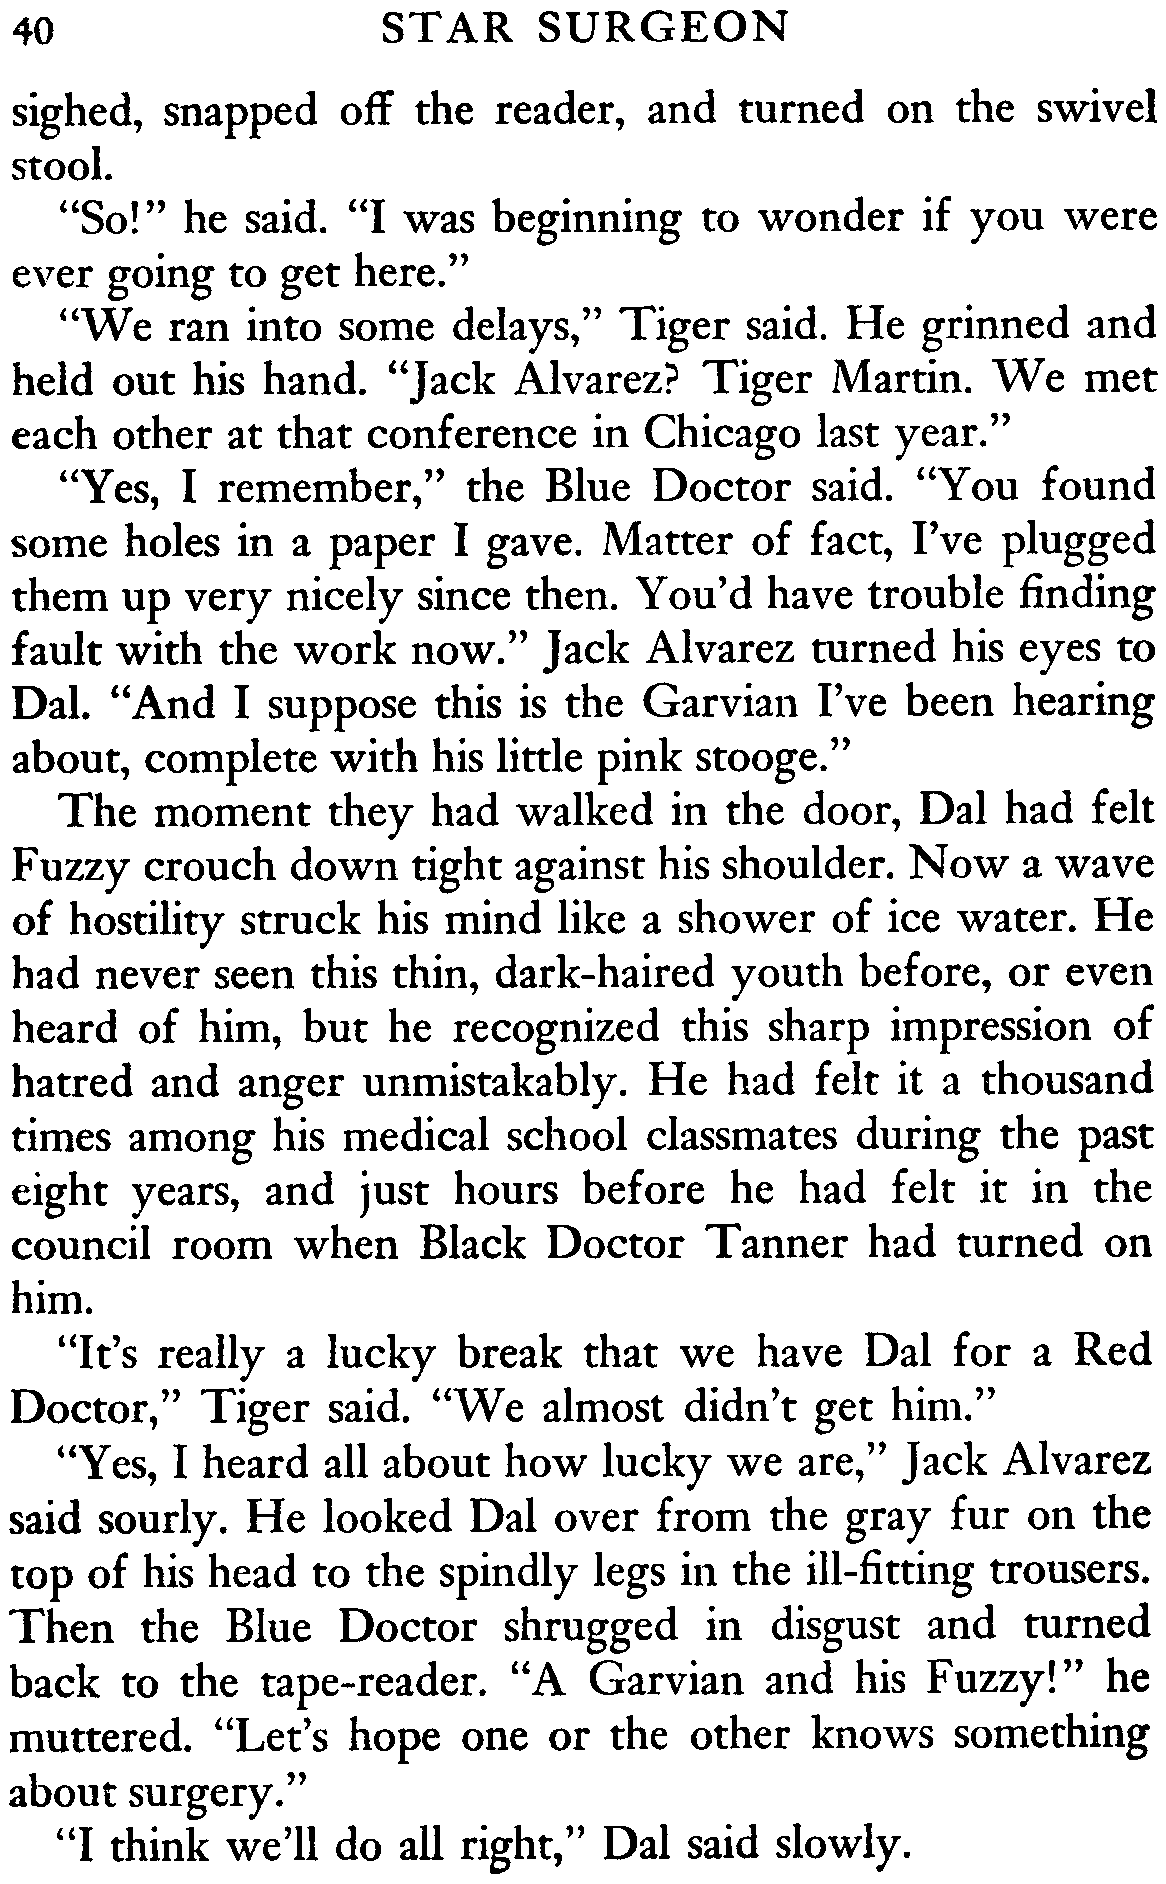 40 STAR SURGEON
sighed, snapped off the reader, and turned on the swivel
stool.
“So!” he said. “I was beginning to wonder if you were
ever going to get here.”
“We ran into some delays,” Tiger said. He grinned and
held out his hand. “Jack Alvarez? Tiger Martin. We met
each other at that conference in Chicago last year.”
“Yes, I remember,” the Blue Doctor said. “You found
some holes in a paper I gave. Matter of fact, I’ve plugged
them up very nicely since then. You’d have trouble finding
fault with the work now.” Jack Alvarez turned his eyes to
Dal. “And I suppose this is the Garvian I’ve been hearing
about, complete with his little pink stooge.”
The moment they had walked in the door, Dal had felt
Fuzzy crouch down tight against his shoulder. Now a wave
of hostility struck his mind like a shower of ice water. He
had never seen this thin, dark-haired youth before, or even
heard of him, but he recognized this sharp impression of
hatred and anger unmistakably. He had felt it a thousand
times among his medical school classmates during the past
eight years, and just hours before he had felt it in the
council room when Black Doctor Tanner had turned on
him.
“It’s really a lucky break that we have Dal for a Red
Doctor,” Tiger said. “We almost didn’t get him.”
“Yes, I heard all about how lucky we are,” Jack Alvarez
said sourly. He looked Dal over from the gray fur on the
top of his head to the spindly legs in the ill-fitting trousers.
Then the Blue Doctor shrugged in disgust and turned
back to the tape-reader. “A Garvian and his Fuzzy!” he
muttered. “Let’s hope one or the other knows something
about surgery.”
“I think we’ll do all right,” Dal said slowly.